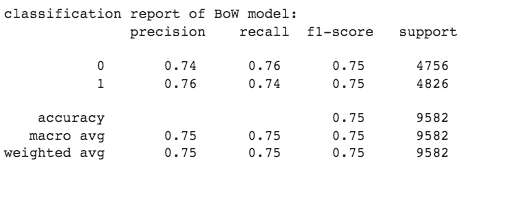 classification report of BoW model:
precision recall f1-score support
0 0.74 0.76 0.75 4756
1 0.76 0.74 0.75 4826
accuracy 0.75 9582
macro avg 0.75 0.75 0.75 9582
weighted avg 0.75 0.75 0.75 9582